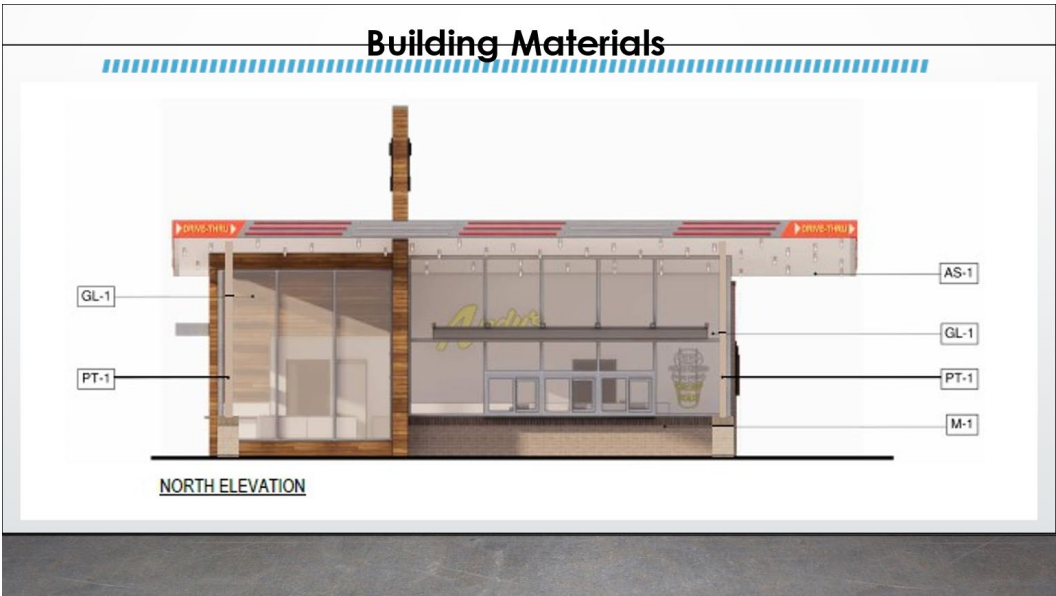 Building Materials
DRIVE-THRU
DRIVE-THRU
AS-1
GL-1
GL-1
Andy's
PT-1
PT-1
M-1
NORTH ELEVATION